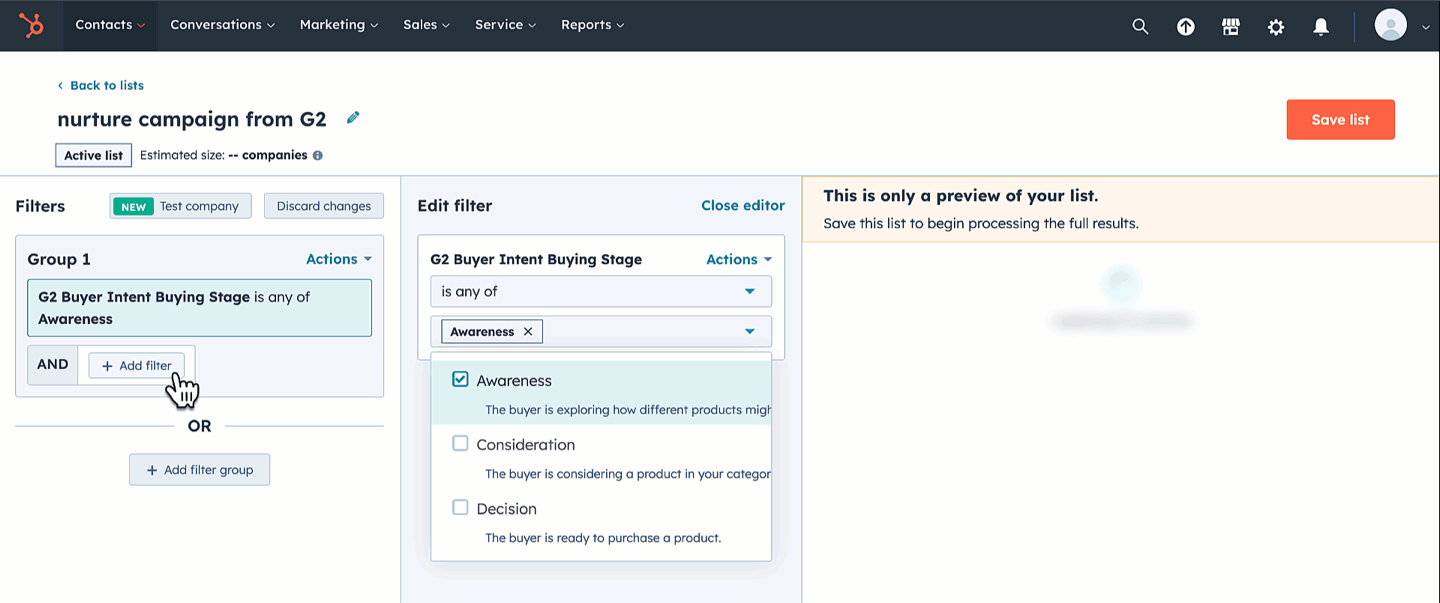 Contacts Conversations Marketing Sales Service Reports
Back to lists
nurture campaign from G2
Save list
Active list Estimated size: -- companies
Filters NEW Test company Discard changes
Group 1 Actions
G2 Buyer Intent Buying Stage is any of
Awareness
AND + Add filter
OR
+ Add filter group
Edit filter Close editor
G2 Buyer Intent Buying Stage Actions
is any of
Awareness ×
Awareness
The buyer is exploring how different products migh
Consideration
The buyer is considering a product in your categor
Decision
The buyer is ready to purchase a product.
This is only a preview of your list.
Save this list to begin processing the full results.